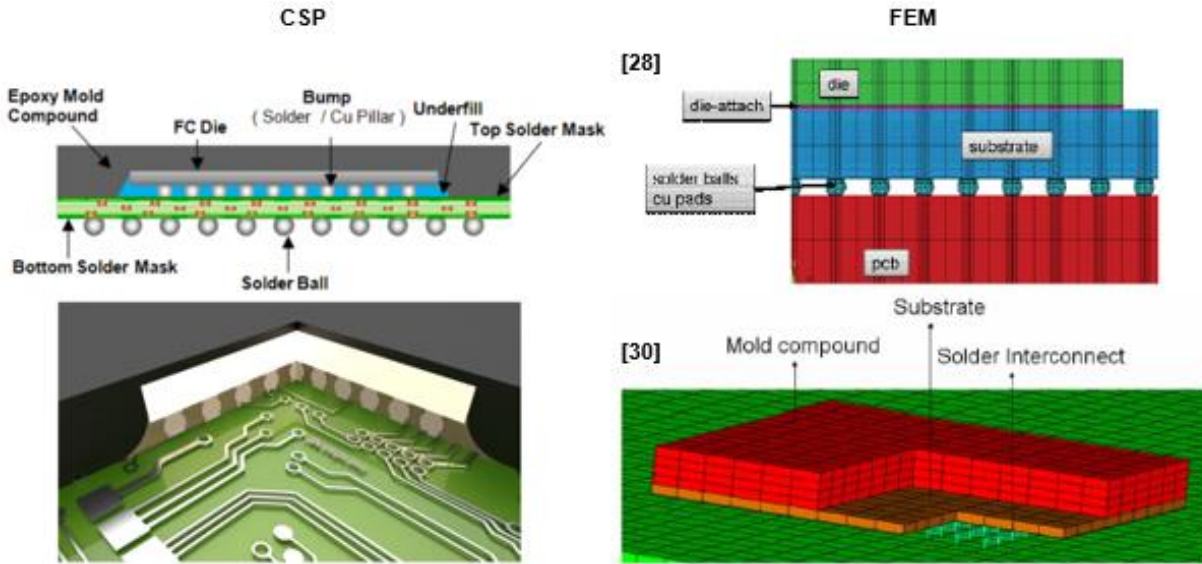 CSP
FEM
Epoxy Mold
Compound
FC Die
Bump
( Solder / Cu Pillar )
Underfill
Top Solder Mask
Bottom Solder Mask
Solder Ball
[28]
die
die-attach
substrate
solder balls
cu pads
pcb
Substrate
[30]
Mold compound
Solder Interconnect